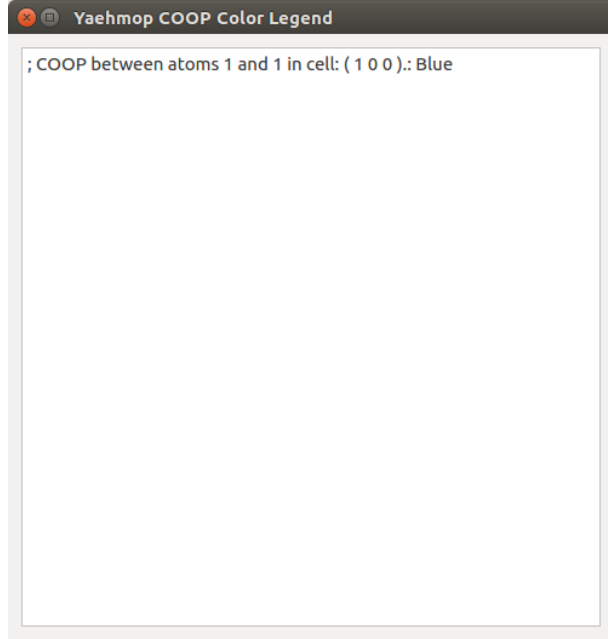 Yaehmop COOP Color Legend
; COOP between atoms 1 and 1 in cell: ( 1 0 0 ).: Blue